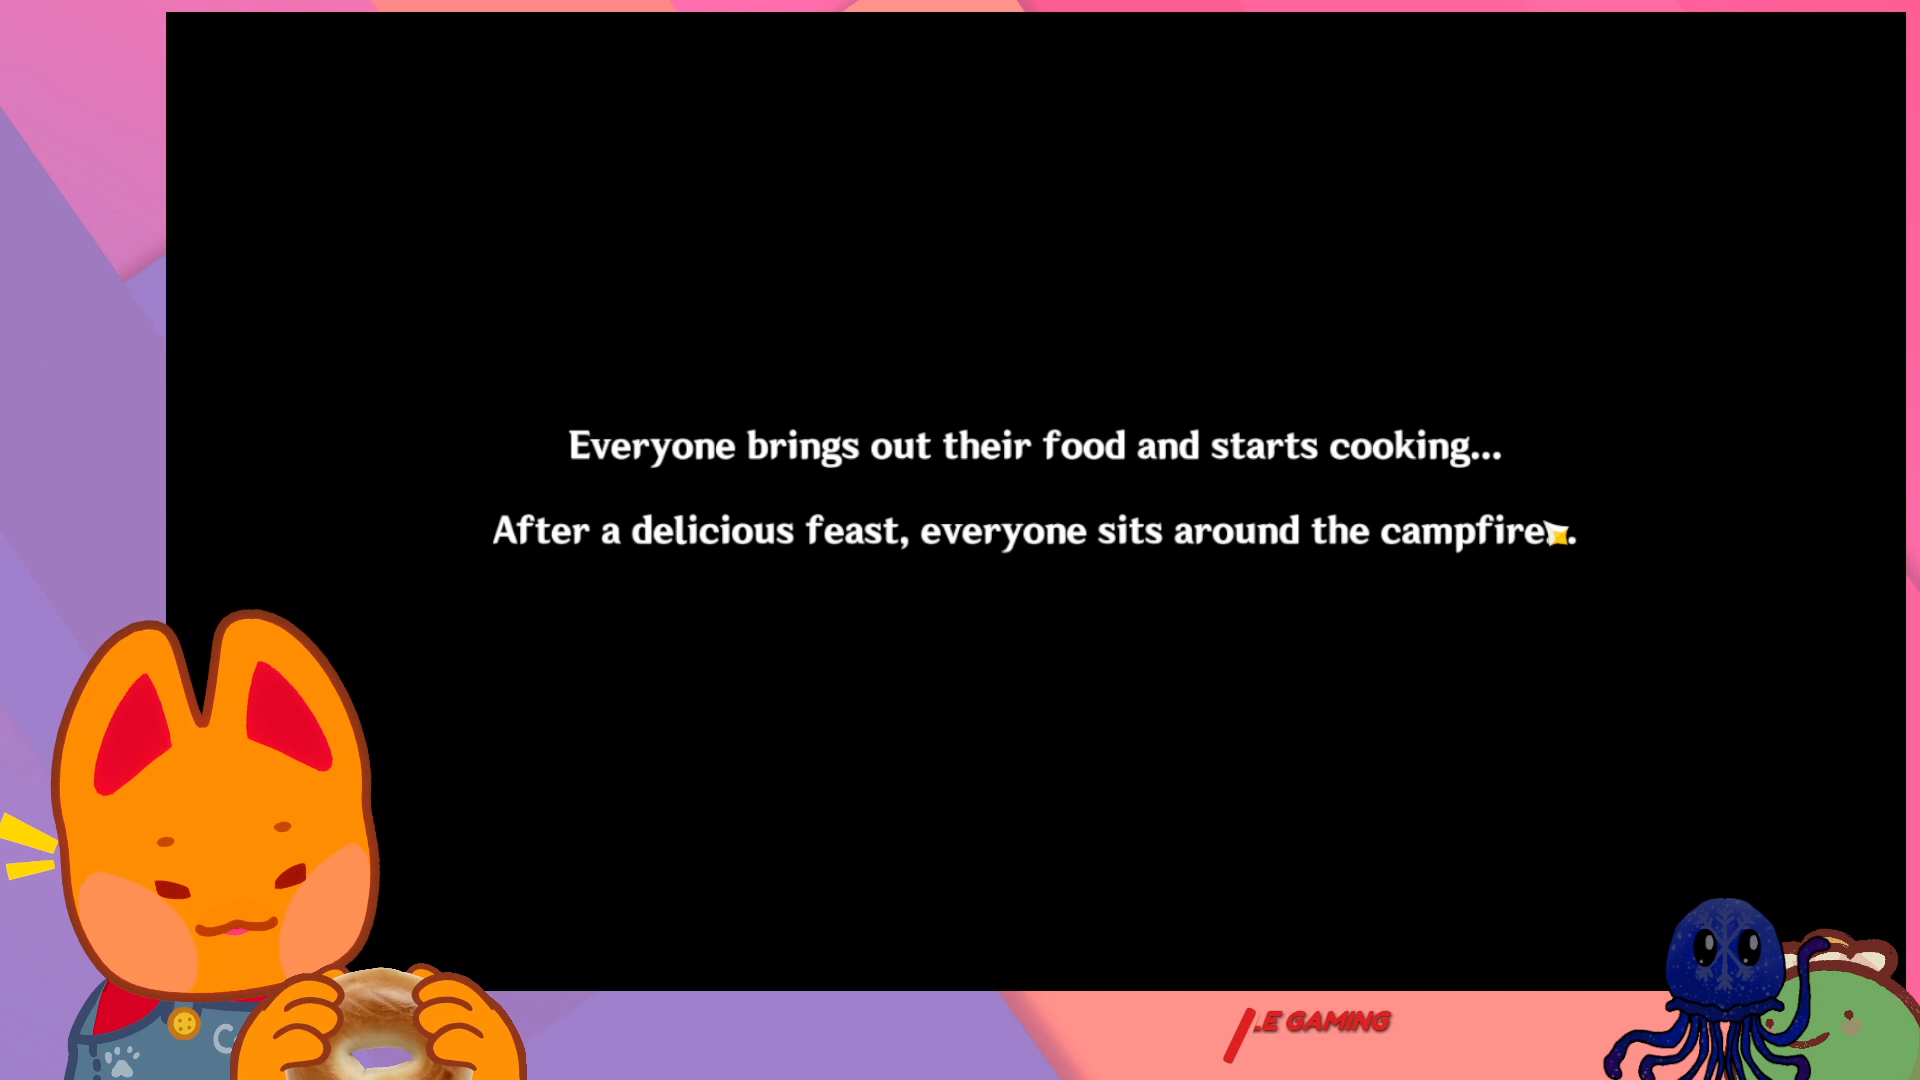 Everyone brings out their food and starts cooking...
After a delicious feast, everyone sits around the campfire...
.E GAMING